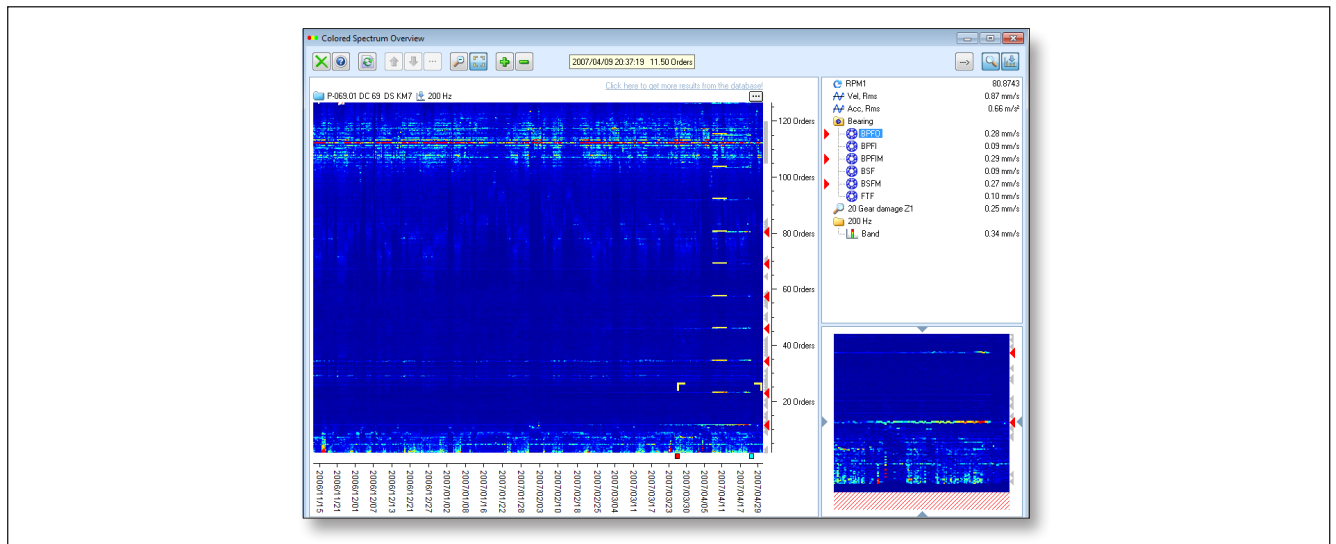 Colored Spectrum Overview
2007/04/09 20:37:19 11.50 Orders
Click here to get more results from the database!
P-069.01 DC 69 DS KM7 200 Hz
120 Orders
100 Orders
80 Orders
60 Orders
40 Orders
20 Orders
2006/11/15
2006/11/21
2006/12/01
2006/12/07
2006/12/13
2006/12/21
2006/12/27
2007/01/02
2007/01/08
2007/01/16
2007/01/22
2007/01/28
2007/02/03
2007/02/10
2007/02/18
2007/02/25
2007/03/04
2007/03/11
2007/03/17
2007/03/23
2007/03/30
2007/04/05
2007/04/11
2007/04/17
2007/04/29
RPM1 80.8743
Vel, Rms 0.87 mm/s
Acc, Rms 0.66 m/s²
Bearing
BPFO 0.28 mm/s
BPFI 0.09 mm/s
BPFIM 0.29 mm/s
BSF 0.09 mm/s
BSFM 0.27 mm/s
FTF 0.10 mm/s
20 Gear damage Z1 0.25 mm/s
200 Hz
Band 0.34 mm/s